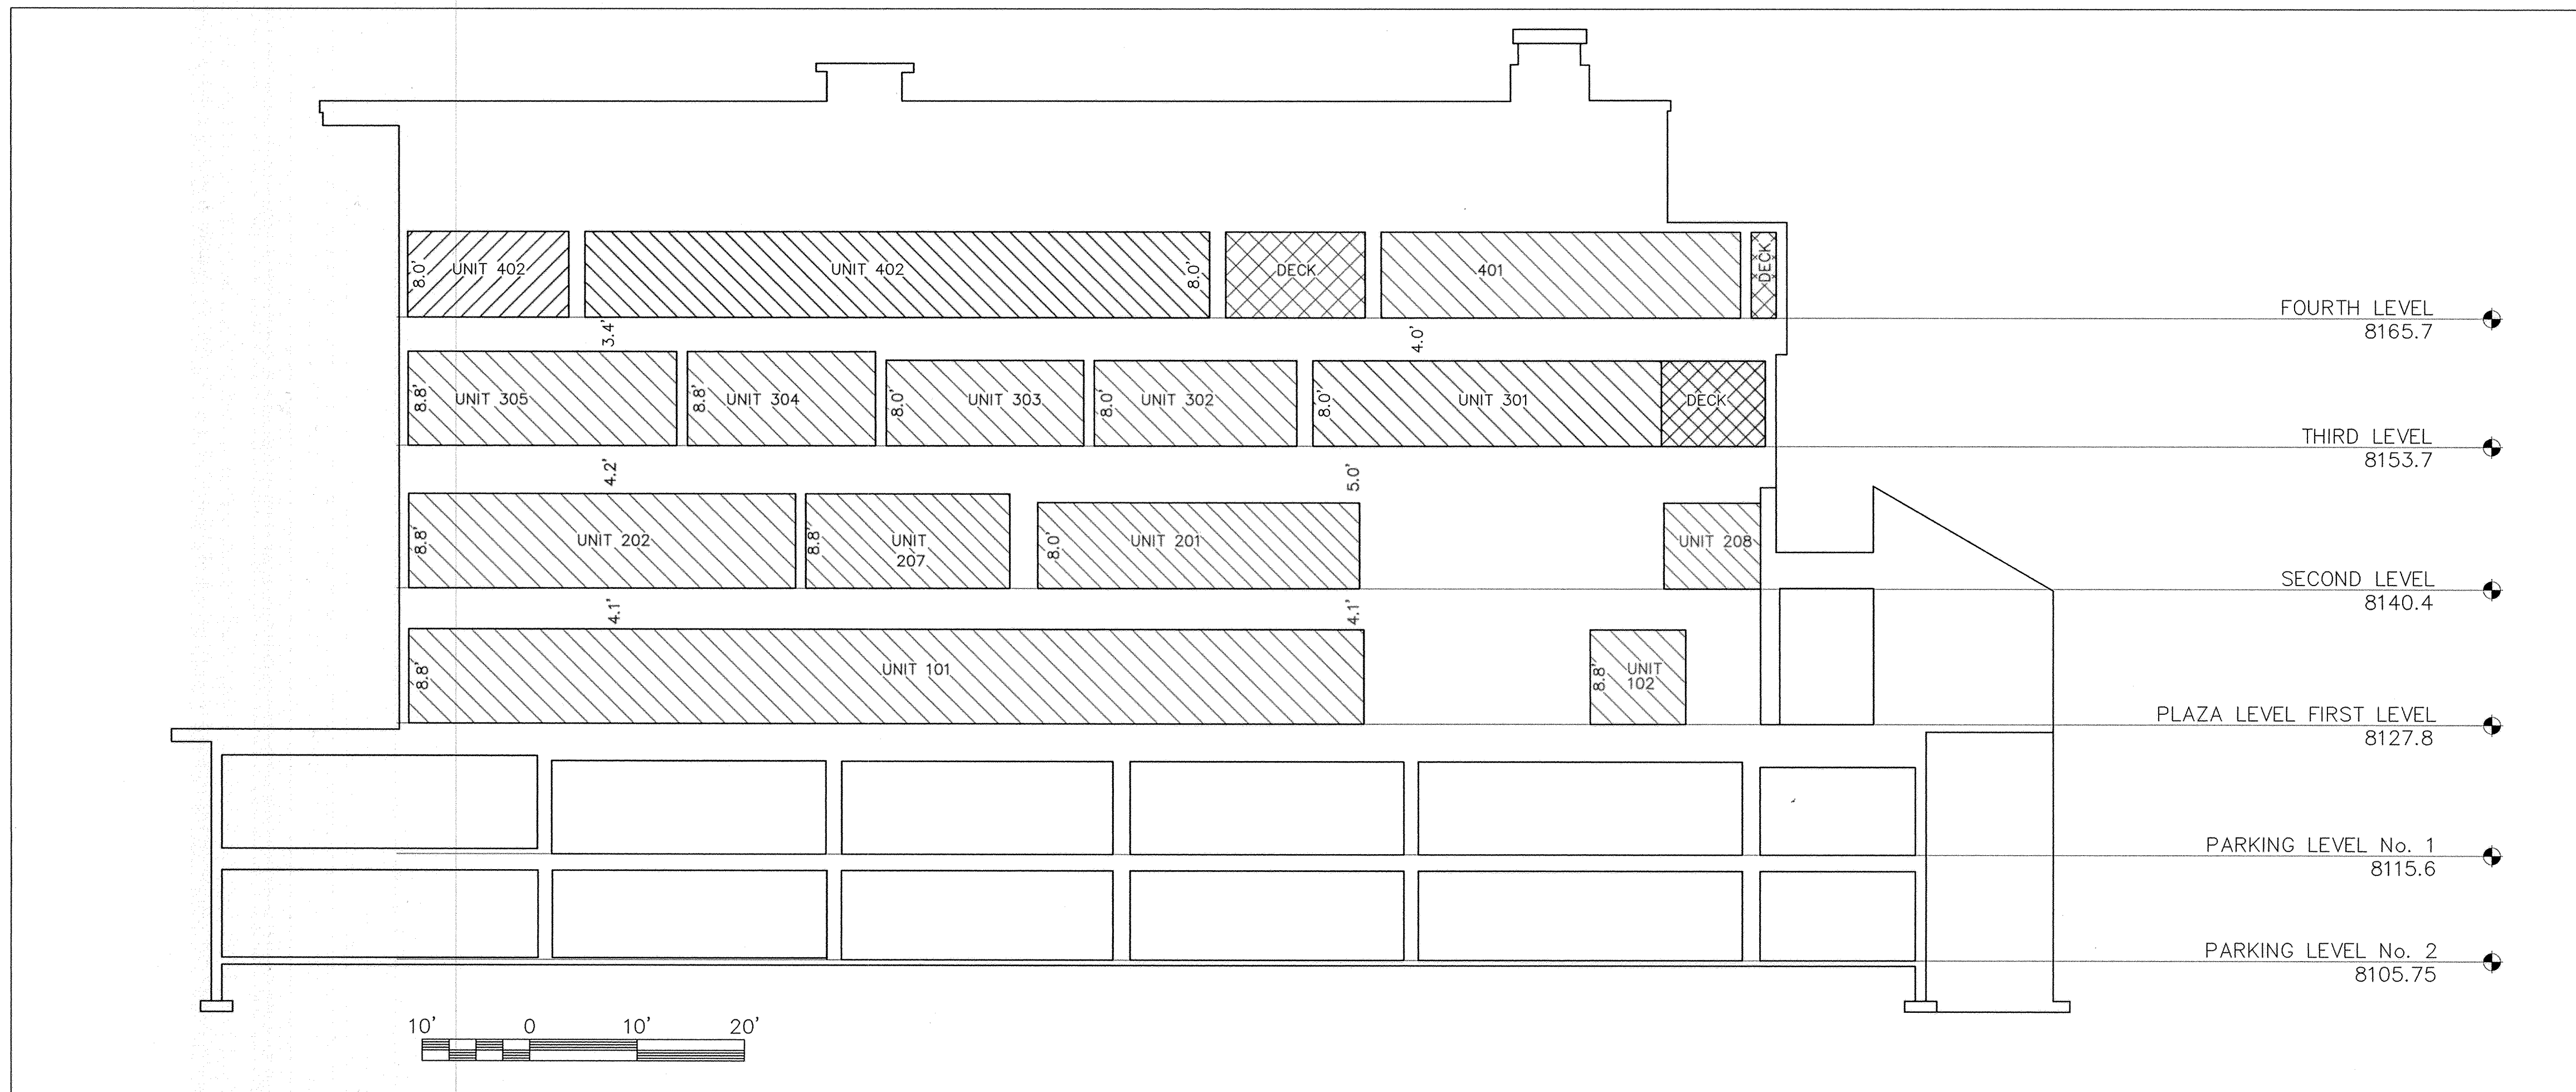 8.0'
UNIT 402
UNIT 402
8.0'
DECK
401
DECK
FOURTH LEVEL
8165.7
3.4'
4.0'
8.8'
UNIT 305
8.8'
UNIT 304
8.0'
UNIT 303
8.0'
UNIT 302
8.0'
UNIT 301
DECK
THIRD LEVEL
8153.7
4.2'
5.0'
8.8'
UNIT 202
8.8'
UNIT
207
8.0'
UNIT 201
UNIT 208
SECOND LEVEL
8140.4
4.1'
4.1'
8.8'
UNIT 101
8.8'
UNIT
102
PLAZA LEVEL FIRST LEVEL
8127.8
PARKING LEVEL No. 1
8115.6
PARKING LEVEL No. 2
8105.75
10' 0 10' 20'